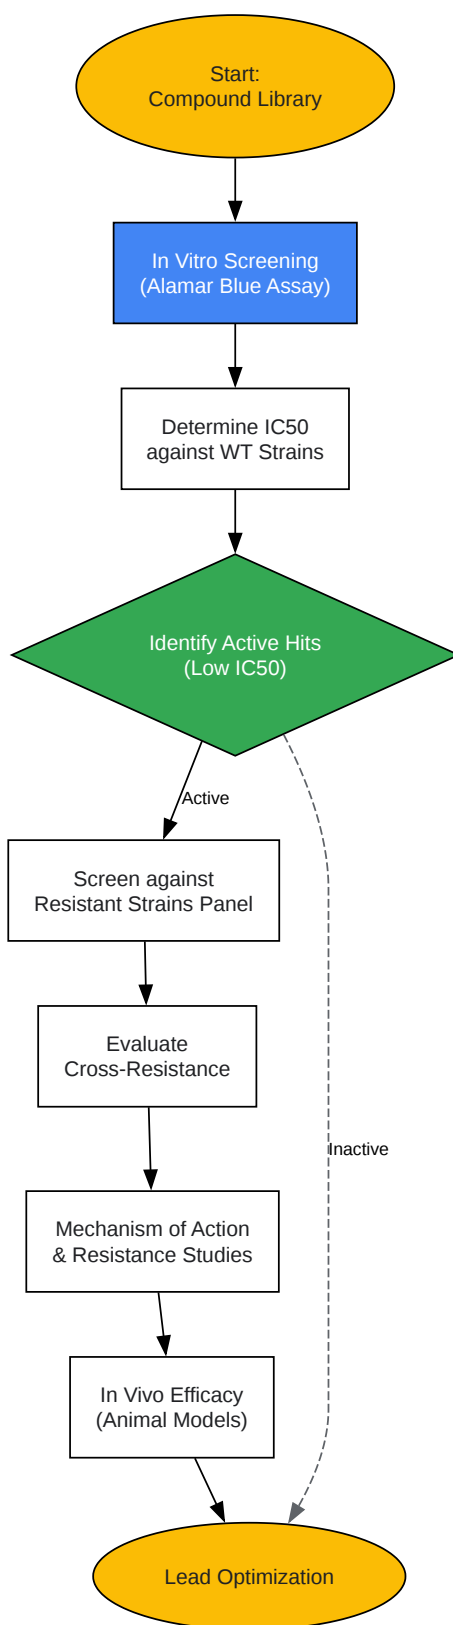 Start:
Compound Library
In Vitro Screening
(Alamar Blue Assay)
Determine IC50
against WT Strains
Identify Active Hits
(Low IC50)
Active
Screen against
Resistant Strains Panel
Evaluate
Cross-Resistance
Inactive
Mechanism of Action
& Resistance Studies
In Vivo Efficacy
(Animal Models)
Lead Optimization